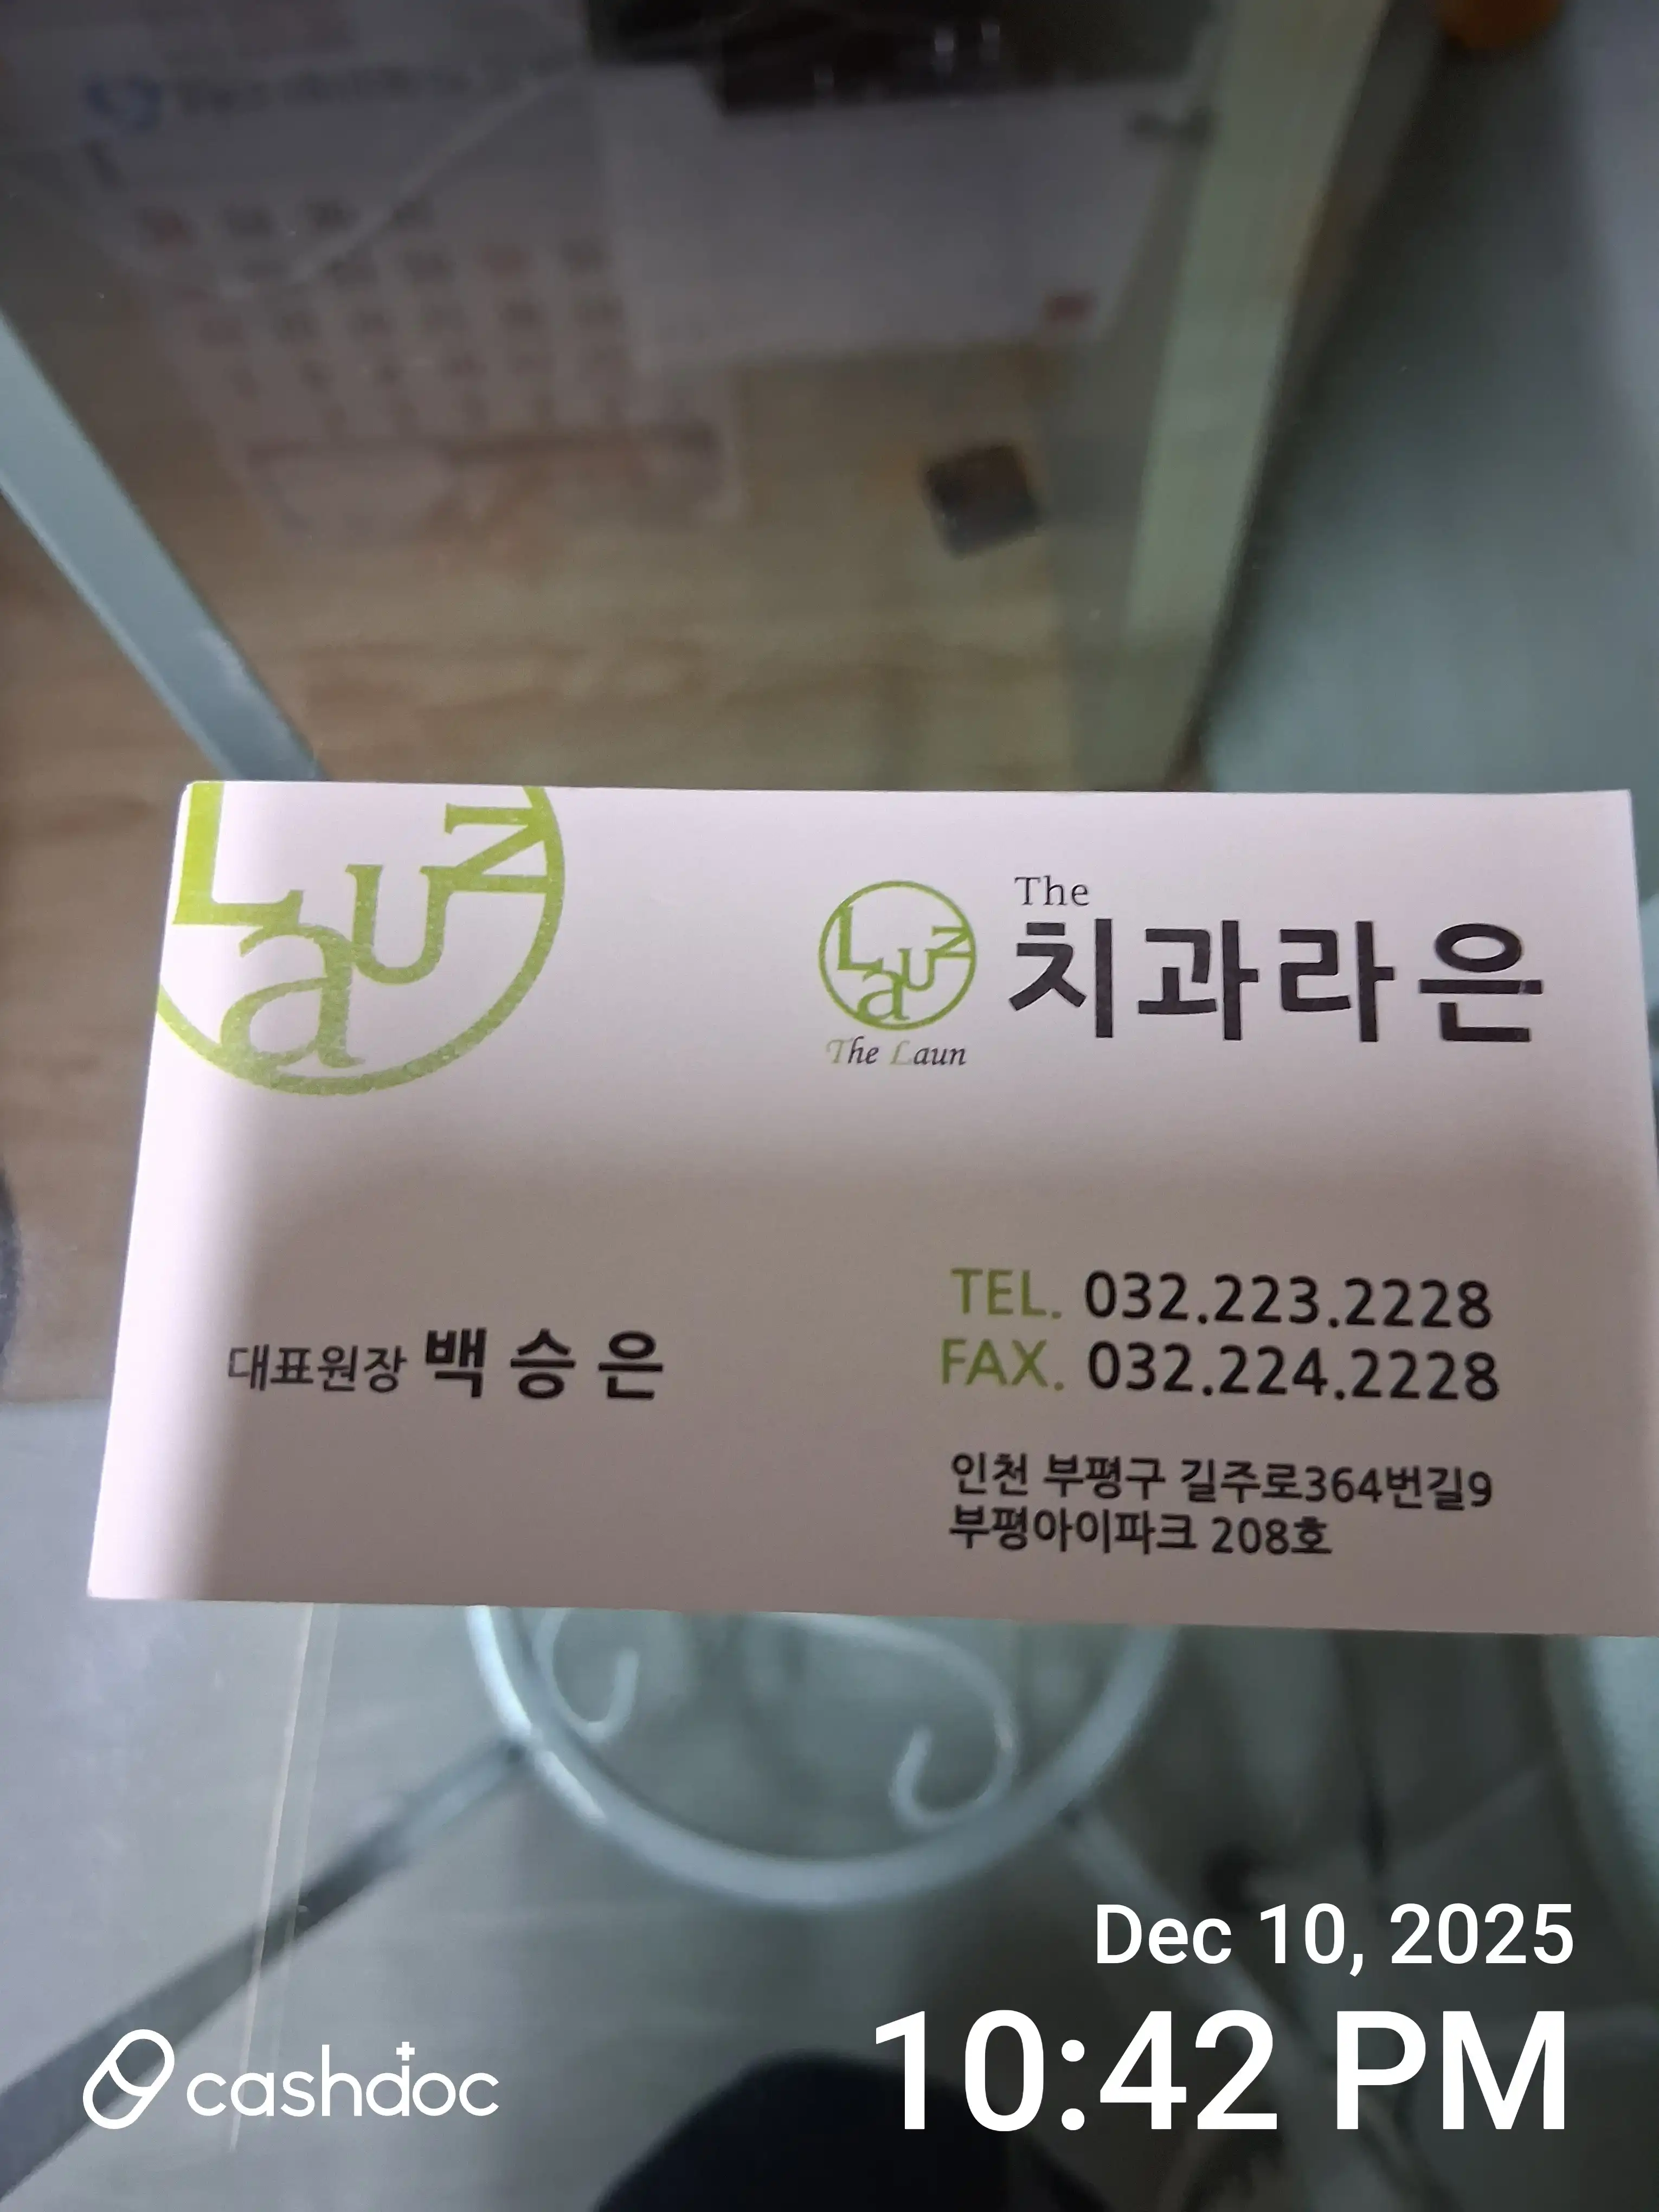 Laun
The
치과라은
Laun
The Laun
TEL. 032.223.2228
FAX. 032.224.2228
대표원장 백승은
인천 부평구 길주로364번길9
부평아이파크 208호
Dec 10, 2025
10:42 PM
cashdoc